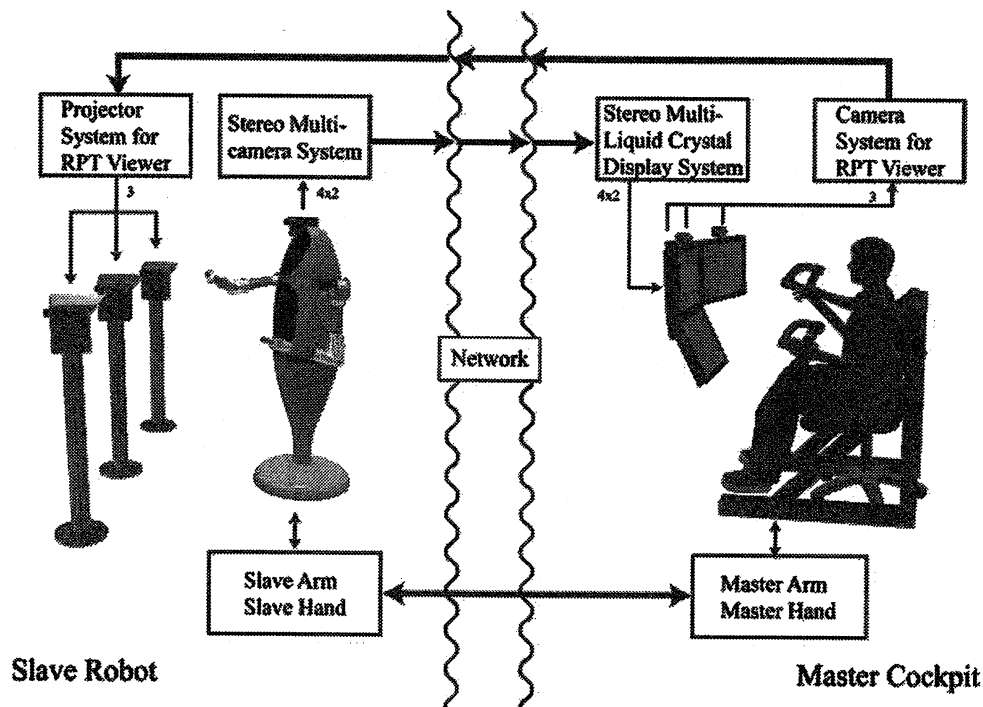 Projector
System for
RPT Viewer
3
Stereo Multi-
camera System
4x2
Stereo Multi-
Liquid Crystal
Display System
4x2
Camera
System for
RPT Viewer
3
Network
Slave Arm
Slave Hand
Master Arm
Master Hand
Slave Robot
Master Cockpit